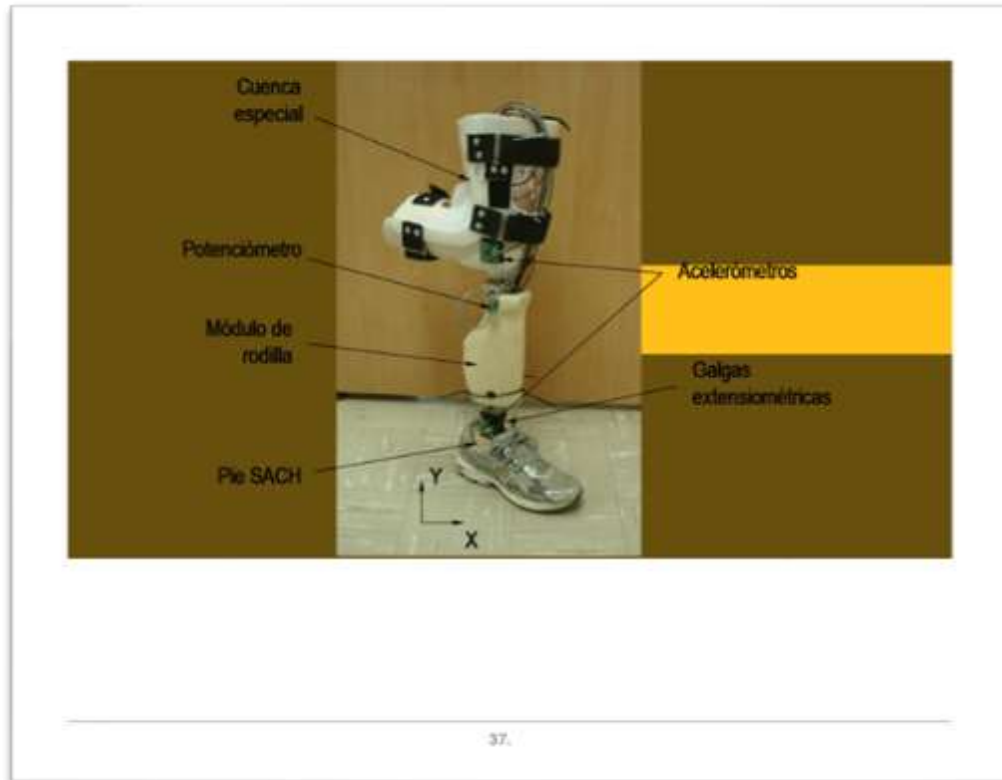 Cuenca
especial
Potenciómetro
Acelerómetros
Módulo de
rodilla
Galgas
extensiométricas
Pie SACH
Y
X
37.